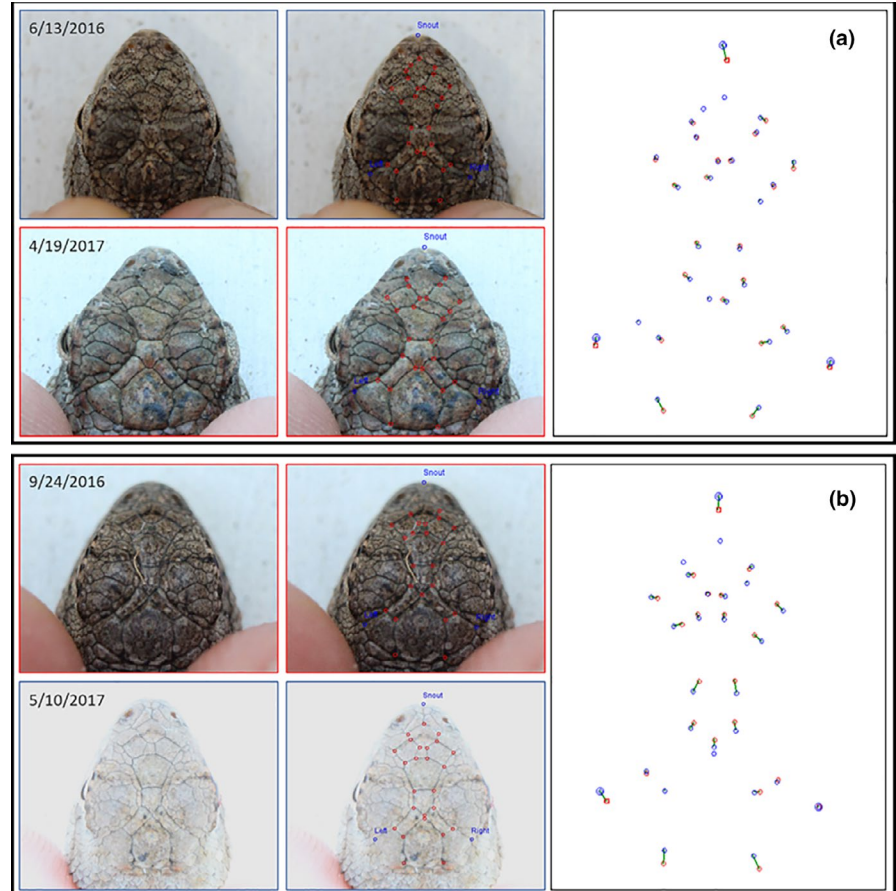 6/13/2016
Snout
Left
Right
(a)
4/19/2017
Snout
Left
Right
9/24/2016
Snout
Left
Right
(b)
5/10/2017
Snout
Left
Right